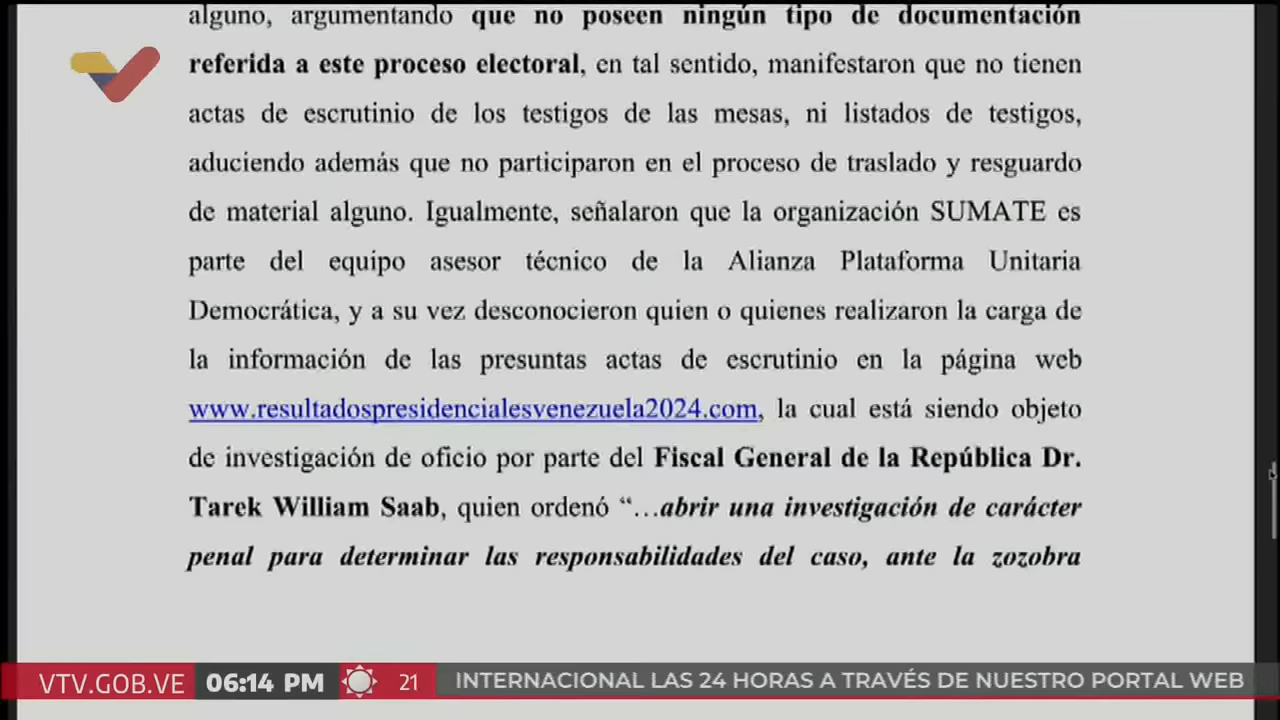 alguno, argumentando que no poseen ningún tipo de documentación
referida a este proceso electoral, en tal sentido, manifestaron que no tienen
actas de escrutinio de los testigos de las mesas, ni listados de testigos,
aduciendo además que no participaron en el proceso de traslado y resguardo
de material alguno. Igualmente, señalaron que la organización SUMATE es
parte del equipo asesor técnico de la Alianza Plataforma Unitaria
Democrática, y a su vez desconocieron quien o quienes realizaron la carga de
la información de las presuntas actas de escrutinio en la página web
www.resultadospresidencialesvenezuela2024.com, la cual está siendo objeto
de investigación de oficio por parte del Fiscal General de la República Dr.
Tarek William Saab, quien ordenó “…abrir una investigación de carácter
penal para determinar las responsabilidades del caso, ante la zozobra
VTV.GOB.VE 06:14 PM 21 INTERNACIONAL LAS 24 HORAS A TRAVÉS DE NUESTRO PORTAL WEB